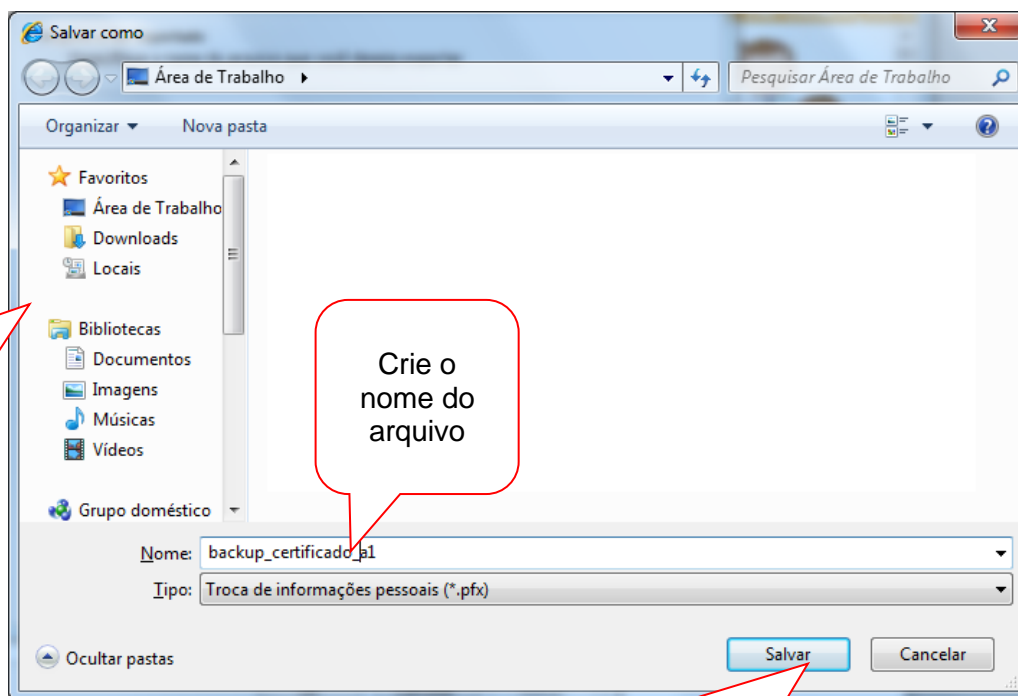 Salvar como
Área de Trabalho
Pesquisar Área de Trabalho
Organizar
Nova pasta
Favoritos
Área de Trabalho
Downloads
Locais
Bibliotecas
Documentos
Imagens
Músicas
Vídeos
Grupo doméstico
Crie o
nome do
arquivo
Nome: backup_certificado_a1
Tipo: Troca de informações pessoais (*.pfx)
Ocultar pastas
Salvar
Cancelar